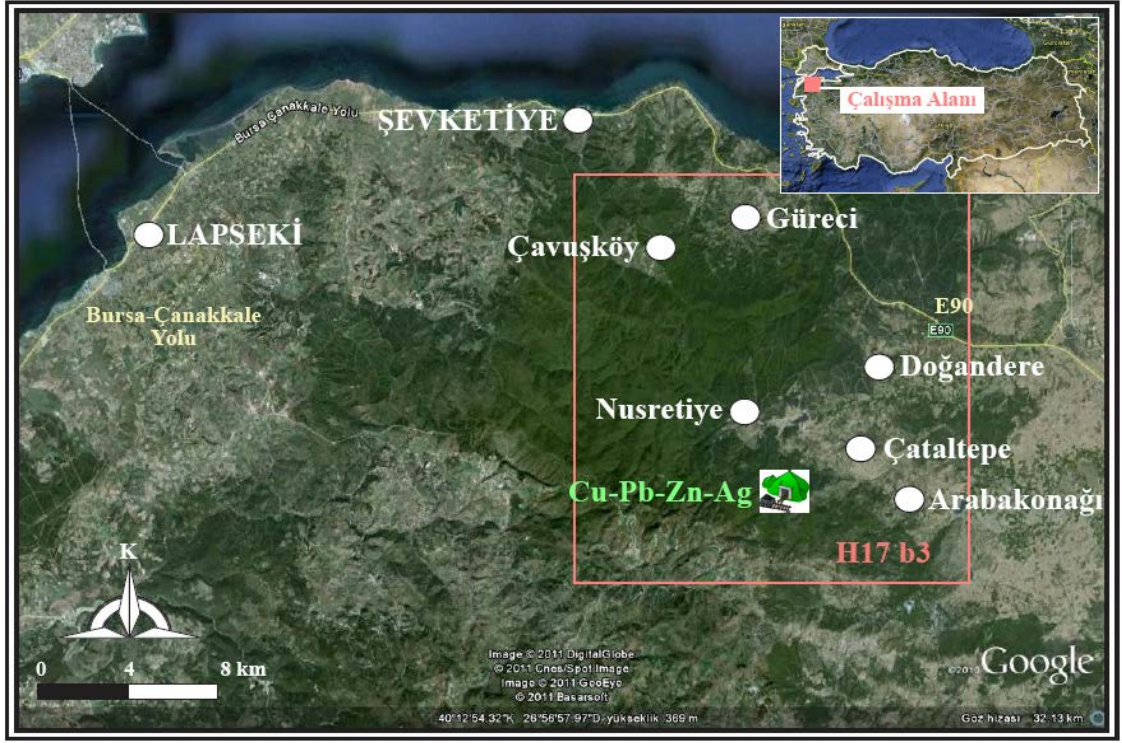 Çalışma Alanı
Bursa-Çanakkale Yolu
ŞEVKETİYE
LAPSEKİ
Güreci
Çavuşköy
Bursa-Çanakkale
Yolu
E90
E90
Doğandere
Nusretiye
Çataltepe
Cu-Pb-Zn-Ag
Arabakonağı
H17 b3
K
0 4 8 km
Image © 2011 DigitalGlobe
© 2011 Cnes/Spot Image
Image © 2011 GeoEye
© 2011 Basarsoft
©2010 Google
40°12'54.32"K 26°56'57.97"D yükseklik 369 m
Göz hizası 32.13 km